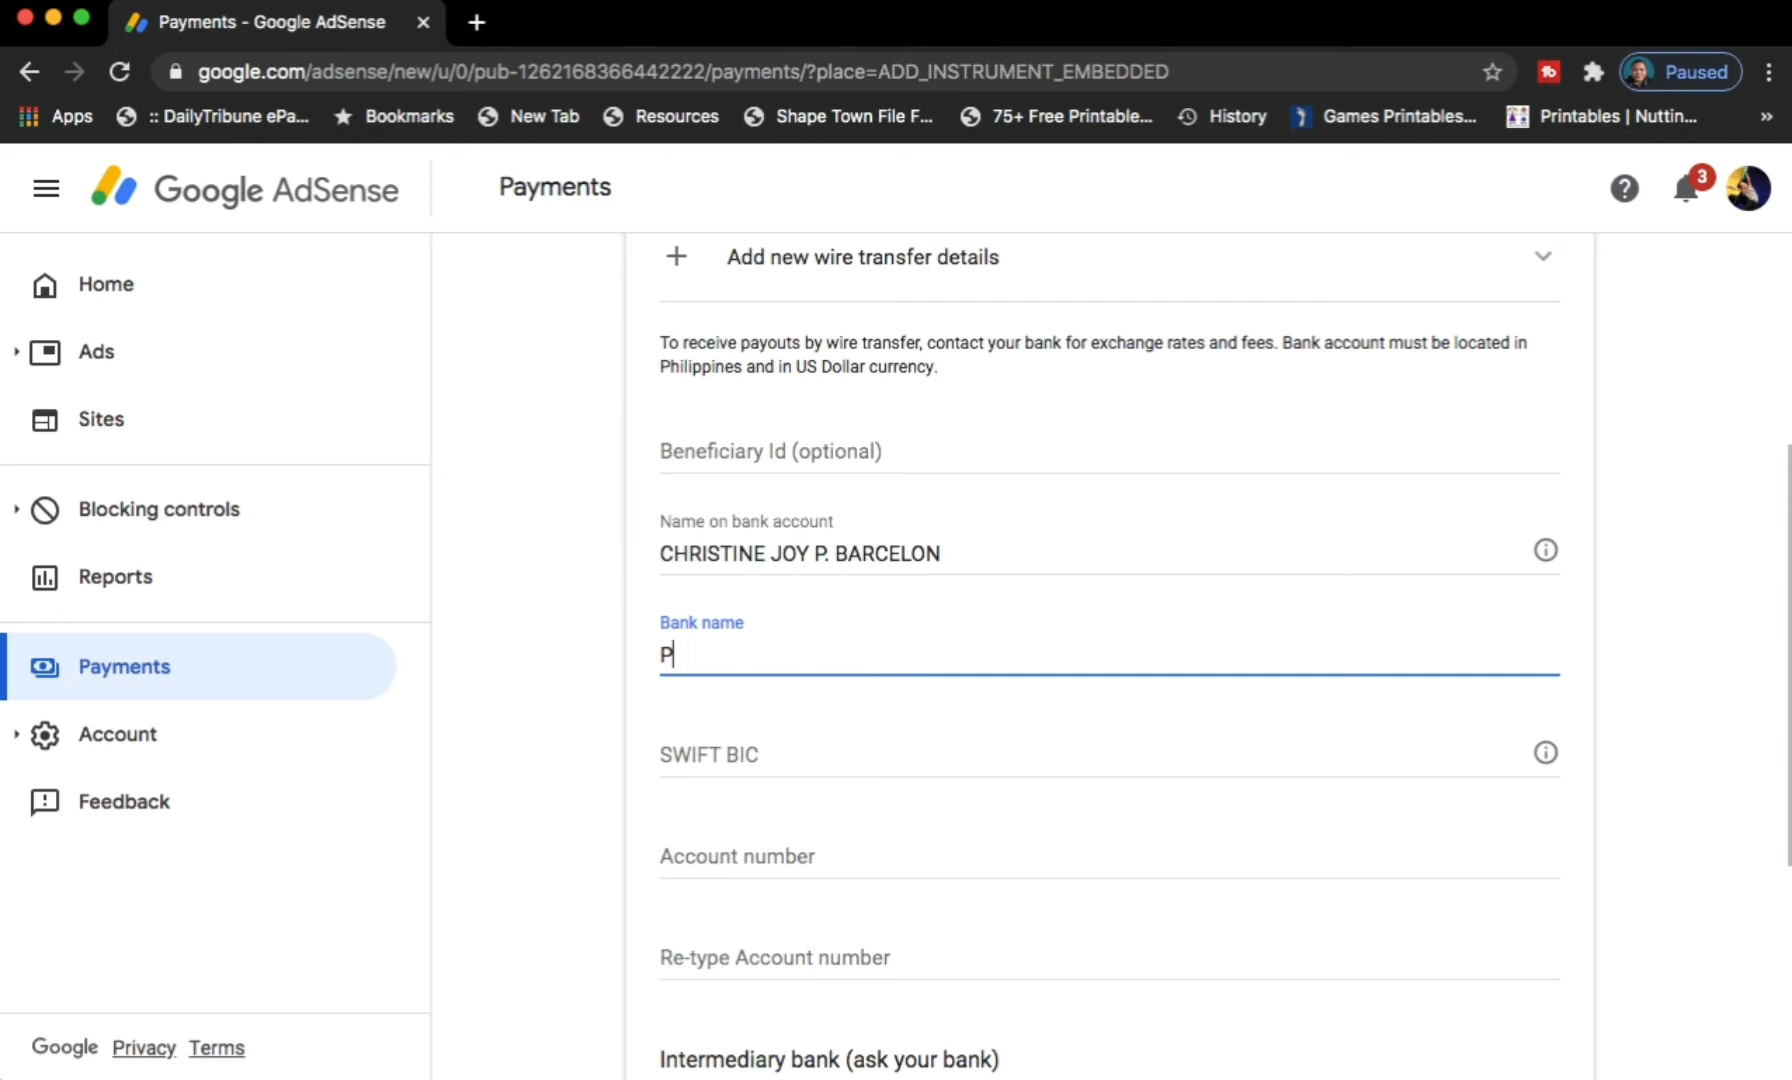 Payments - Google AdSense
google.com/adsense/new/u/0/pub-1262168366442222/payments/?place=ADD_INSTRUMENT_EMBEDDED
Paused
Apps
:: DailyTribune ePa...
Bookmarks
New Tab
Resources
Shape Town File F...
75+ Free Printable...
History
Games Printables...
Printables | Nuttin...
»
Google AdSense
Payments
3
Home
Ads
Sites
Blocking controls
Reports
Payments
Account
Feedback
Google Privacy Terms
Add new wire transfer details
To receive payouts by wire transfer, contact your bank for exchange rates and fees. Bank account must be located in
Philippines and in US Dollar currency.
Beneficiary Id (optional)
Name on bank account
CHRISTINE JOY P. BARCELON
Bank name
P
SWIFT BIC
Account number
Re-type Account number
Intermediary bank (ask your bank)